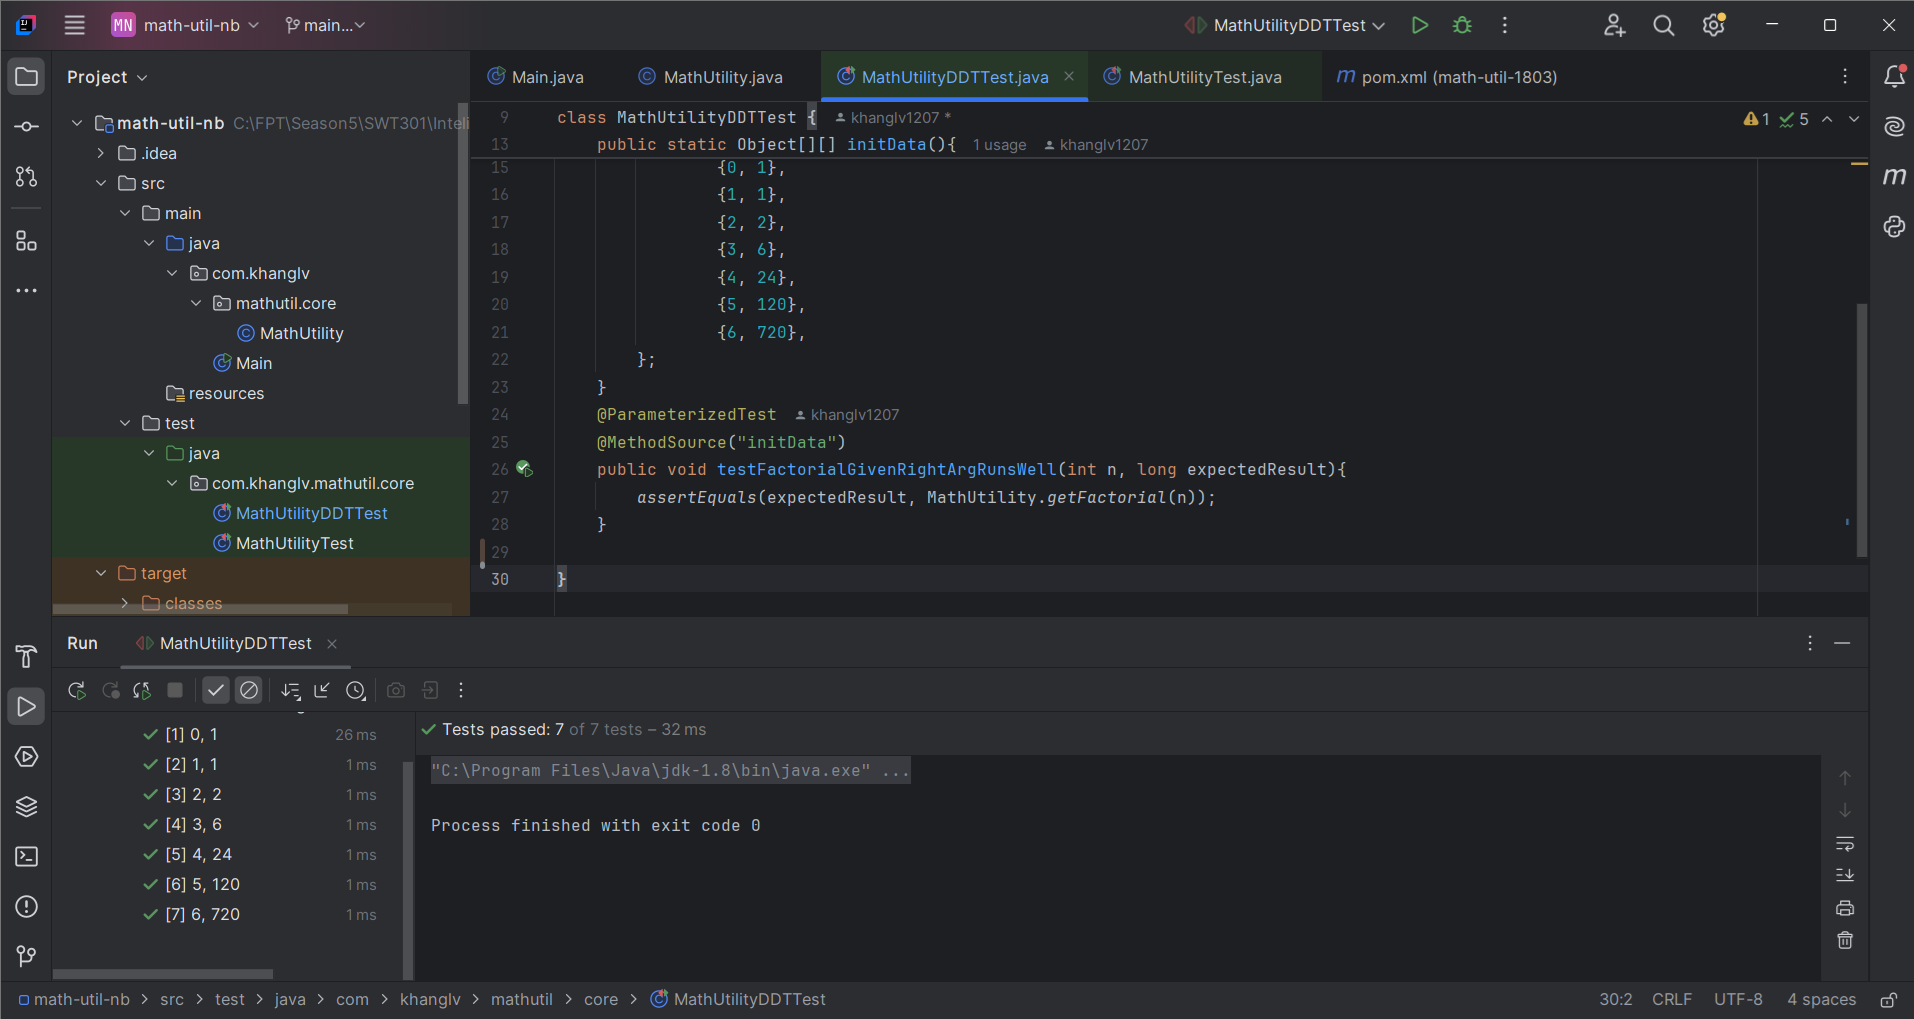 MN math-util-nb main... MathUtilityDDTTest
Project
math-util-nb C:\FPT\Season5\SWT301\Inteli
.idea
src
main
java
com.khanglv
mathutil.core
MathUtility
Main
resources
test
java
com.khanglv.mathutil.core
MathUtilityDDTTest
MathUtilityTest
target
classes
Main.java MathUtility.java MathUtilityDDTTest.java MathUtilityTest.java m pom.xml (math-util-1803)
9 class MathUtilityDDTTest { khanglv1207 * 1 5
13 public static Object[][] initData(){ 1 usage khanglv1207
15 {0, 1},
16 {1, 1},
17 {2, 2},
18 {3, 6},
19 {4, 24},
20 {5, 120},
21 {6, 720},
22 };
23 }
24 @ParameterizedTest khanglv1207
25 @MethodSource("initData")
26 public void testFactorialGivenRightArgRunsWell(int n, long expectedResult){
27 assertEquals(expectedResult, MathUtility.getFactorial(n));
28 }
29
30 }
m
Run MathUtilityDDTTest
[1] 0, 1 26 ms
[2] 1, 1 1 ms
[3] 2, 2 1 ms
[4] 3, 6 1 ms
[5] 4, 24 1 ms
[6] 5, 120 1 ms
[7] 6, 720 1 ms
Tests passed: 7 of 7 tests – 32 ms
"C:\Program Files\Java\jdk-1.8\bin\java.exe" ...
Process finished with exit code 0
math-util-nb > src > test > java > com > khanglv > mathutil > core > MathUtilityDDTTest 30:2 CRLF UTF-8 4 spaces